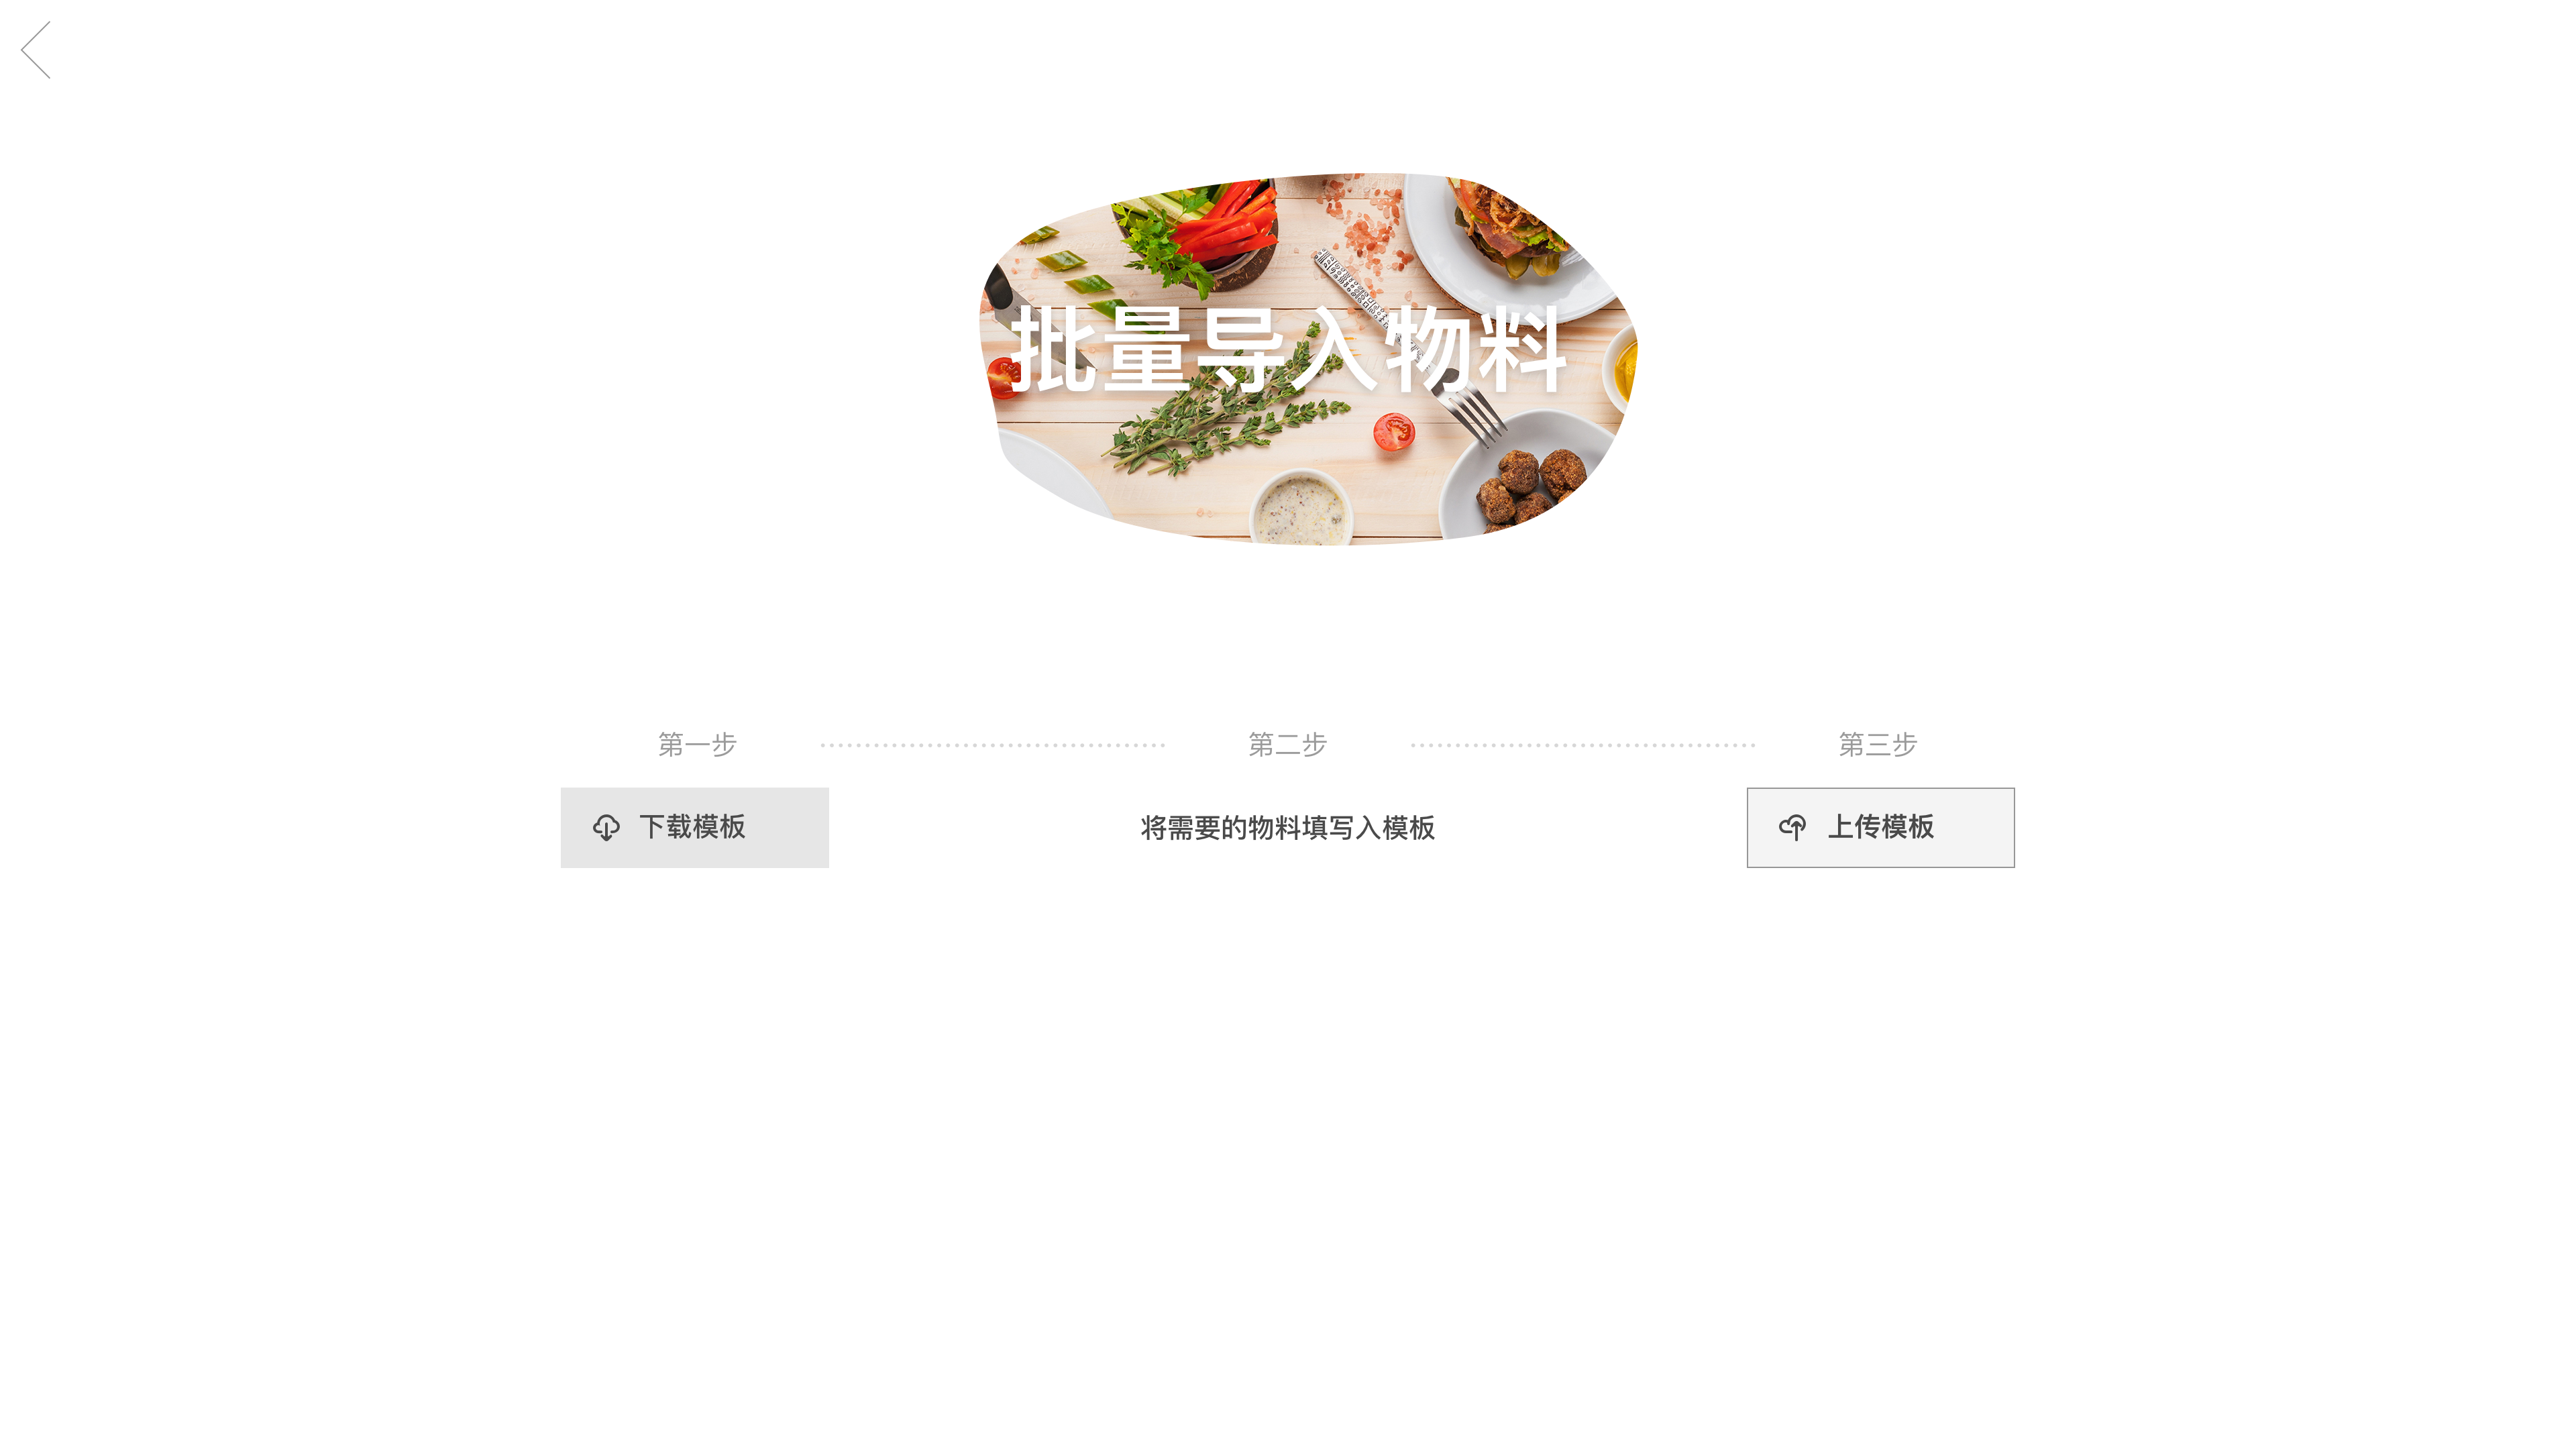 批量导入物料
第一步
第二步
第三步
下载模板
将需要的物料填写入模板
上传模板